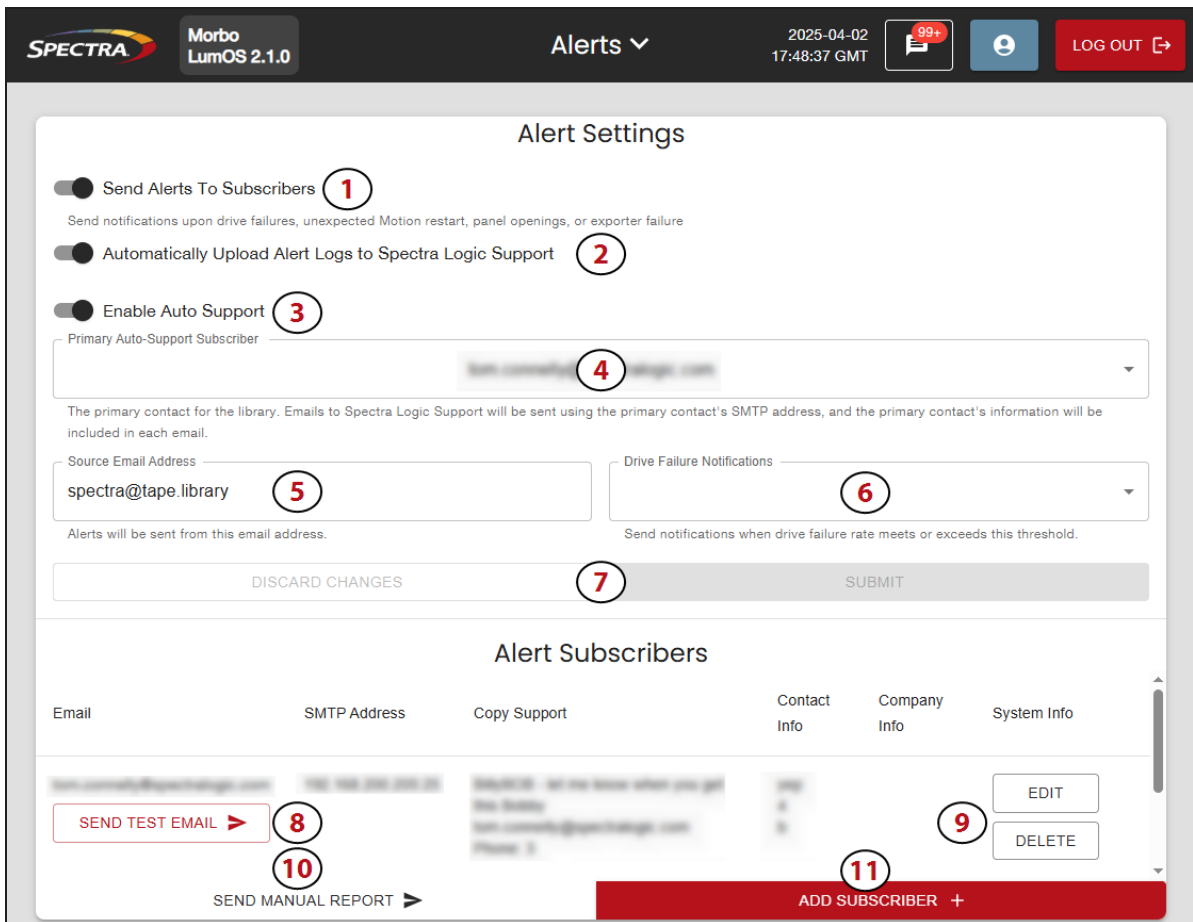 SPECTRA
Morbo
LumOS 2.1.0
Alerts
2025-04-02
17:48:37 GMT
99+
LOG OUT
Alert Settings
Send Alerts To Subscribers 1
Send notifications upon drive failures, unexpected Motion restart, panel openings, or exporter failure
Automatically Upload Alert Logs to Spectra Logic Support 2
Enable Auto Support 3
Primary Auto-Support Subscriber
4
The primary contact for the library. Emails to Spectra Logic Support will be sent using the primary contact's SMTP address, and the primary contact's information will be
included in each email.
Source Email Address
spectra@tape.library 5
Alerts will be sent from this email address.
Drive Failure Notifications
6
Send notifications when drive failure rate meets or exceeds this threshold.
DISCARD CHANGES 7 SUBMIT
Alert Subscribers
Email SMTP Address Copy Support Contact Info Company Info System Info
SEND TEST EMAIL 8
9
EDIT
DELETE
10
SEND MANUAL REPORT
11
ADD SUBSCRIBER +